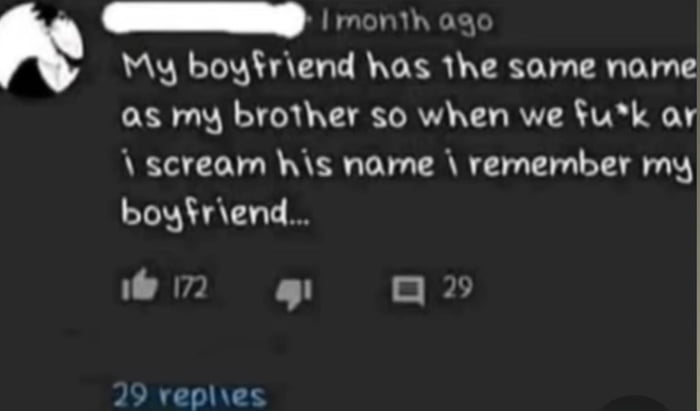 1 month ago
My boyfriend has the same name
as my brother so when we fu*k ar
i scream his name i remember my
boyfriend...
172
29
29 replies